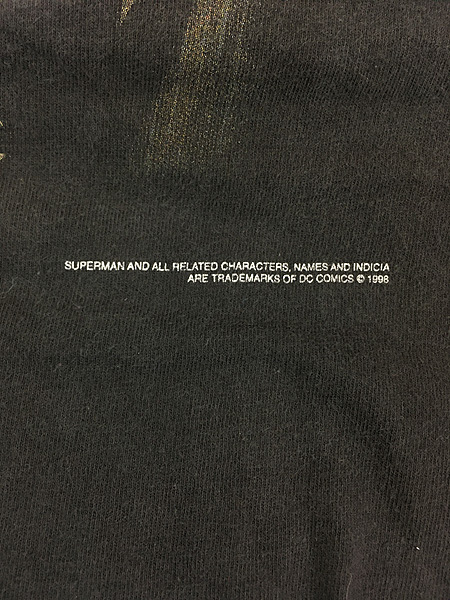 SUPERMAN AND ALL RELATED CHARACTERS, NAMES AND INDICIA
ARE TRADEMARKS OF DC COMICS © 1998